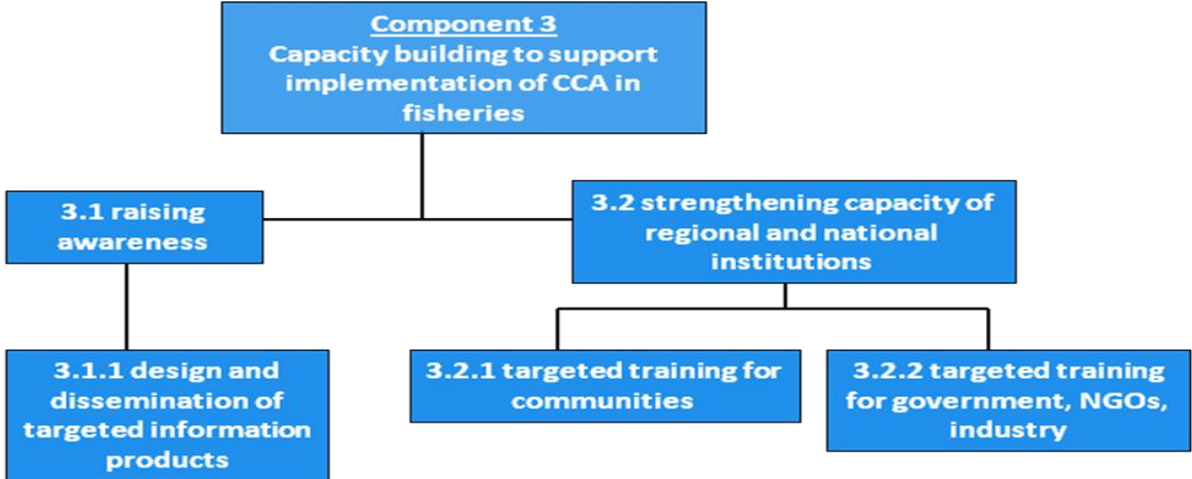 Component 3
Capacity building to support
implementation of CCA in
fisheries
3.1 raising
awareness
3.2 strengthening capacity of
regional and national
institutions
3.1.1 design and
dissemination of
targeted information
products
3.2.1 targeted training for
communities
3.2.2 targeted training
for government, NGOs,
industry